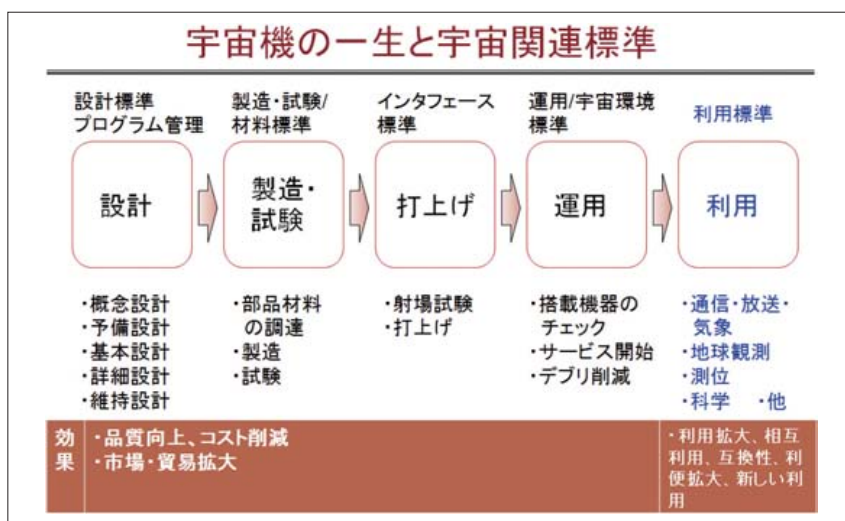 宇宙機の一生と宇宙関連標準
設計標準
プログラム管理
製造・試験/
材料標準
インタフェース
標準
運用/宇宙環境
標準
利用標準
設計
製造・
試験
打上げ
運用
利用
・概念設計
・予備設計
・基本設計
・詳細設計
・維持設計
・部品材料
の調達
・製造
・試験
・射場試験
・打上げ
・搭載機器の
チェック
・サービス開始
・デブリ削減
・通信・放送・
気象
・地球観測
・測位
・科学 ・他
効
果
・品質向上、コスト削減
・市場・貿易拡大
・利用拡大、相互
利用、互換性、利
便拡大、新しい利
用